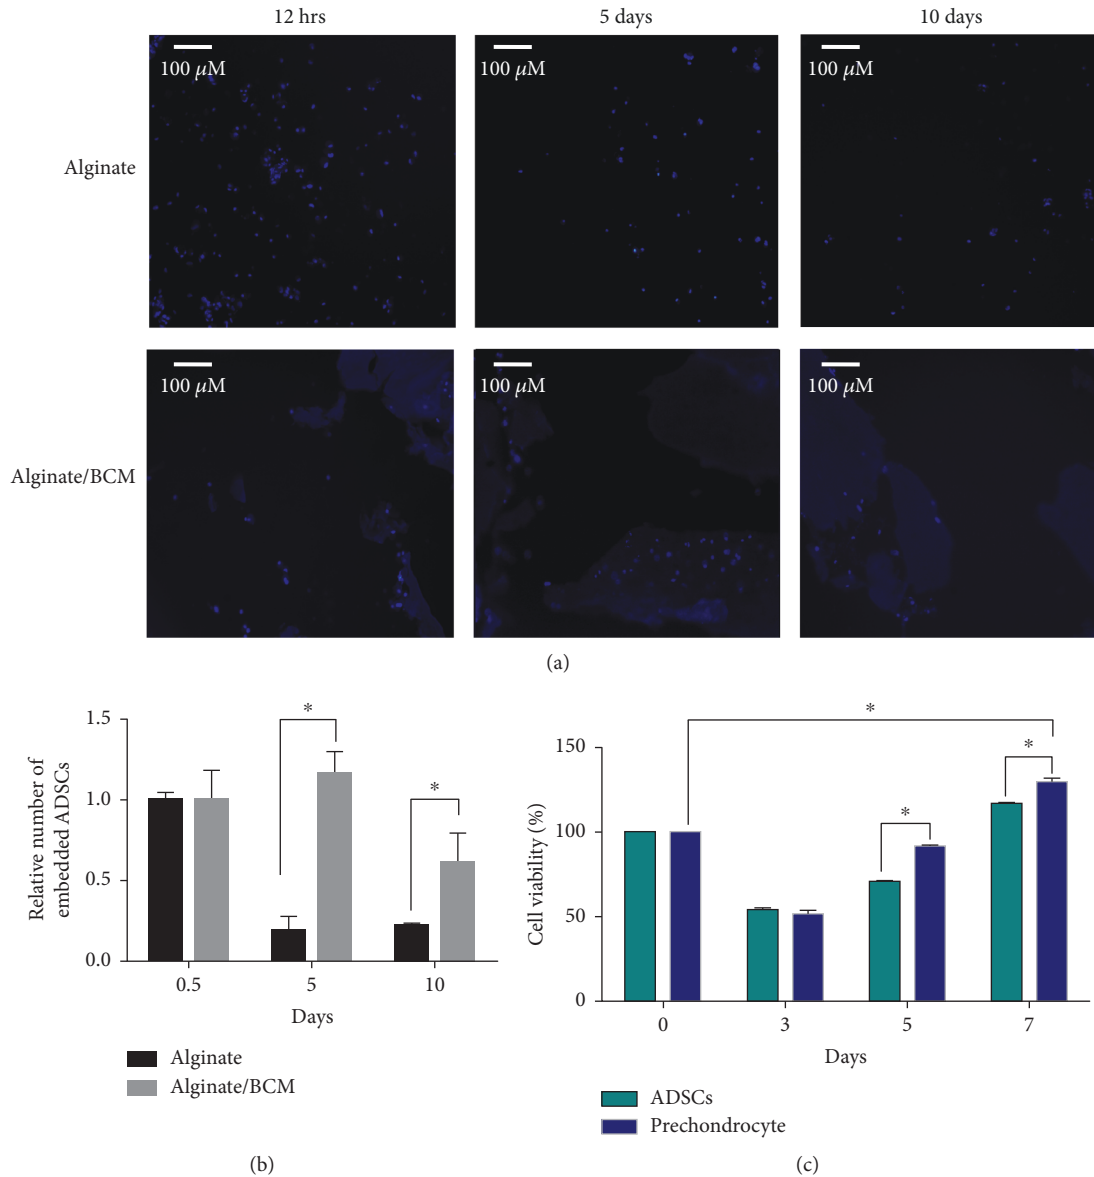 12 hrs
5 days
10 days
Alginate
100 μM
100 μM
100 μM
Alginate/BCM
100 μM
100 μM
100 μM
(a)
Relative number of
embedded ADSCs
1.5
1.0
0.5
0.0
*
*
0.5
5
10
Days
Alginate
Alginate/BCM
(b)
Cell viability (%)
150
100
50
0
*
*
*
0
3
5
7
Days
ADSCs
Prechondrocyte
(c)